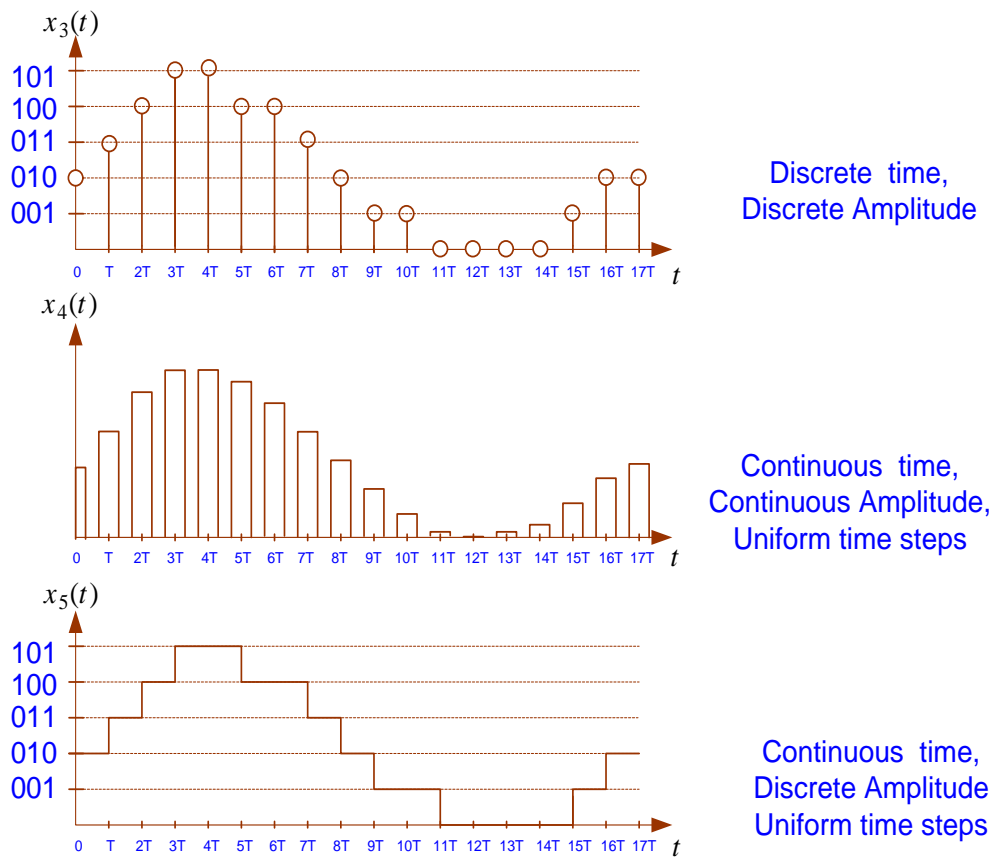 x₃(t)
101
100
011
010
001
0 T 2T 3T 4T 5T 6T 7T 8T 9T 10T 11T 12T 13T 14T 15T 16T 17T
t
Discrete time,
Discrete Amplitude
x₄(t)
0 T 2T 3T 4T 5T 6T 7T 8T 9T 10T 11T 12T 13T 14T 15T 16T 17T
t
Continuous time,
Continuous Amplitude,
Uniform time steps
x₅(t)
101
100
011
010
001
0 T 2T 3T 4T 5T 6T 7T 8T 9T 10T 11T 12T 13T 14T 15T 16T 17T
t
Continuous time,
Discrete Amplitude
Uniform time steps